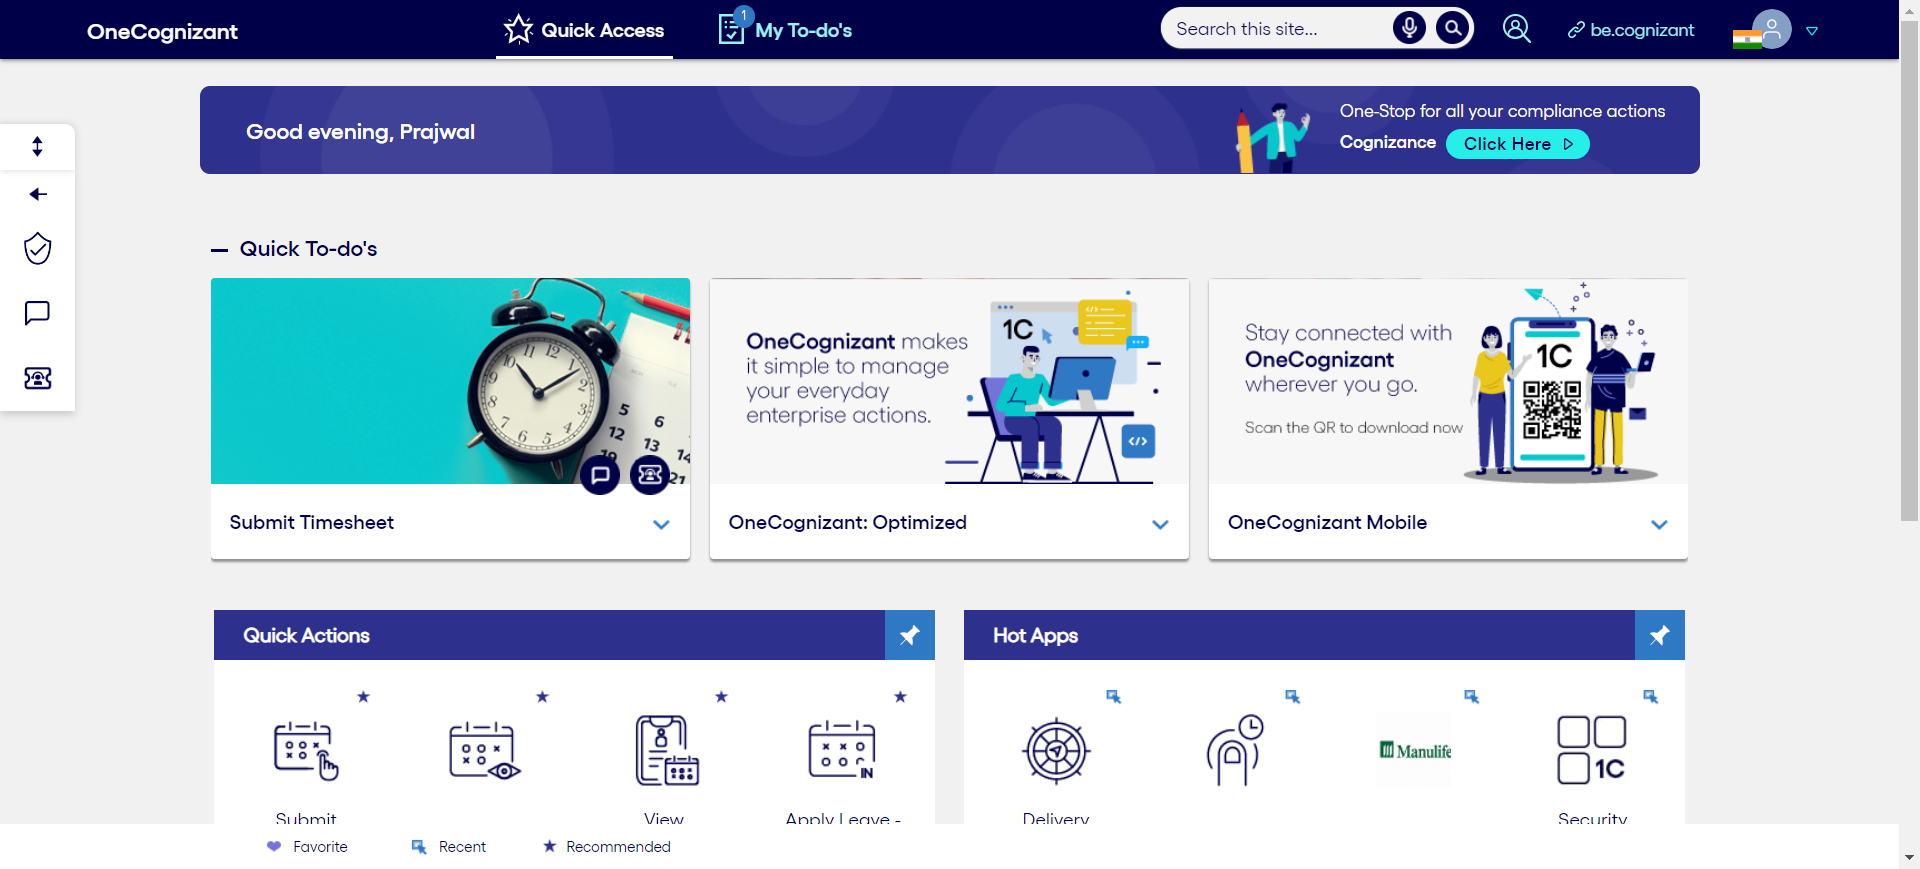 OneCognizant
Quick Access
1
My To-do's
Search this site...
be.cognizant
Good evening, Prajwal
One-Stop for all your compliance actions
Cognizance
Click Here
Quick To-do's
Submit Timesheet
OneCognizant makes
it simple to manage
your everyday
enterprise actions.
1C
</>
OneCognizant: Optimized
Stay connected with
OneCognizant
wherever you go.
Scan the QR to download now
1C
OneCognizant Mobile
Quick Actions
Hot Apps
IN
Manulife
1C
Submit
View
Apply Leave -
Delivery
Security
Favorite
Recent
Recommended